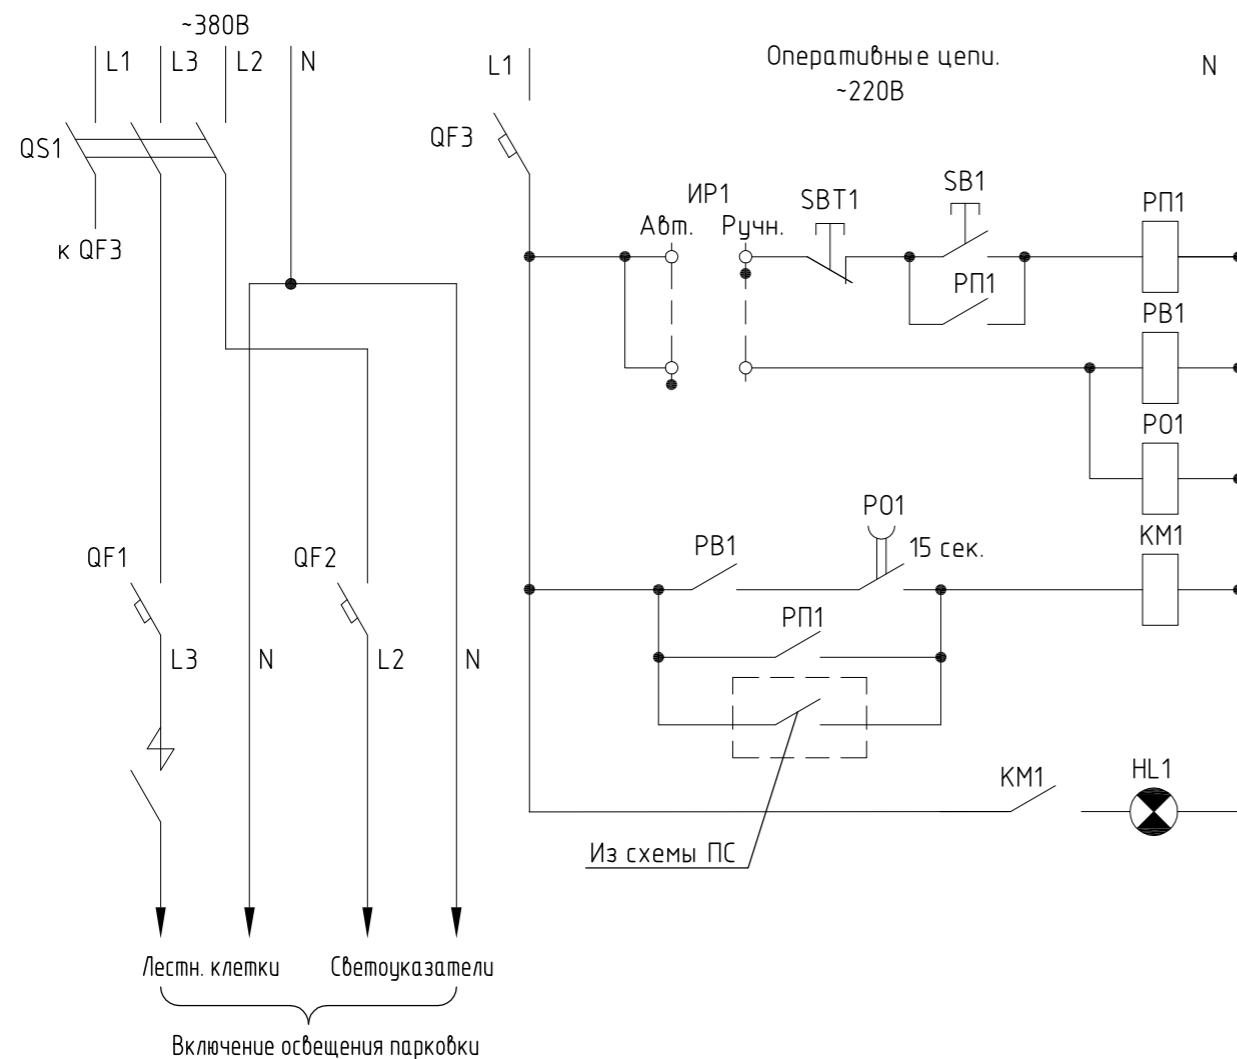 ~380В
L1 L3 L2 N
QS1
к QF3
QF1
QF2
L3 N L2 N
Лестн. клетки Светоуказатели
Включение освещения парковки
Оперативные цепи.
~220В
L1 N
QF3
ИР1
Авт. Ручн.
SBT1
SB1
РП1
РП1
РВ1
РО1
РВ1
РО1
15 сек.
КМ1
РП1
Из схемы ПС
КМ1
HL1